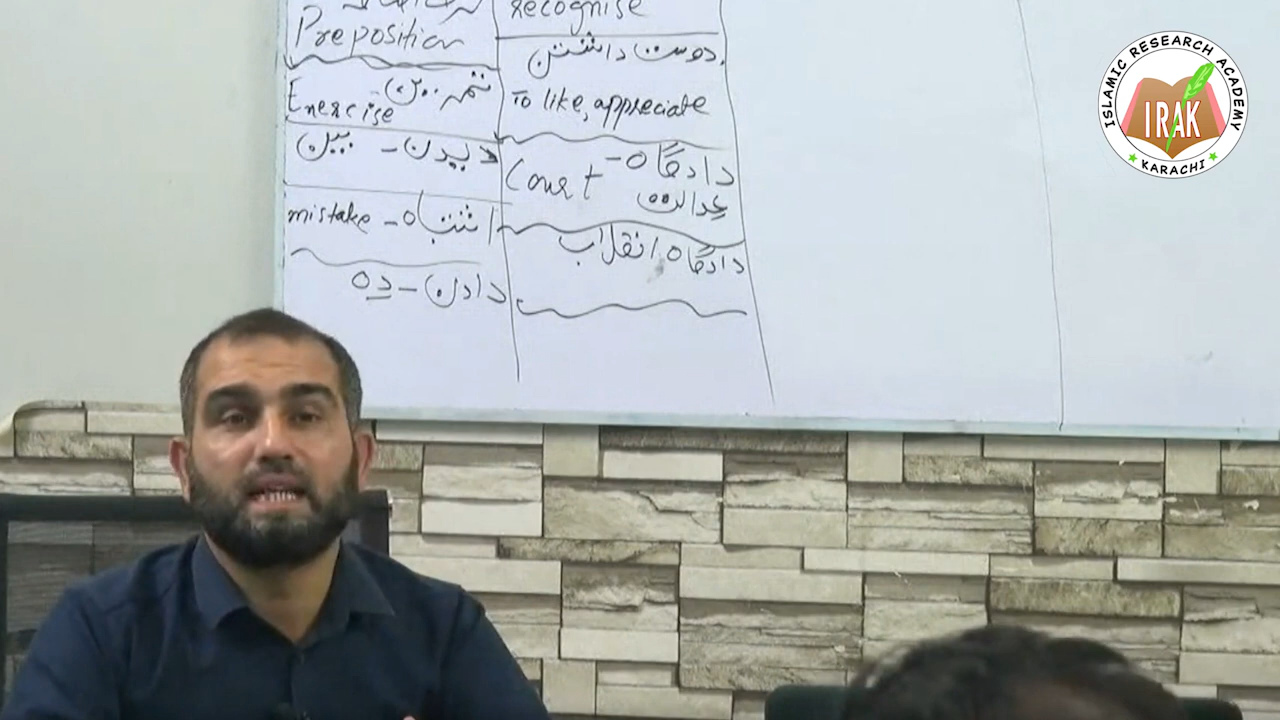 Preposition
تمرین -
Exercise
دیدن - بین
mistake - اشتباه
دادن - ده
recognise
دوست داشتن
To like, appreciate
دادگاه -
Court
عدالت
دادگاه انقلاب
ISLAMIC RESEARCH ACADEMY
IRAK
KARACHI